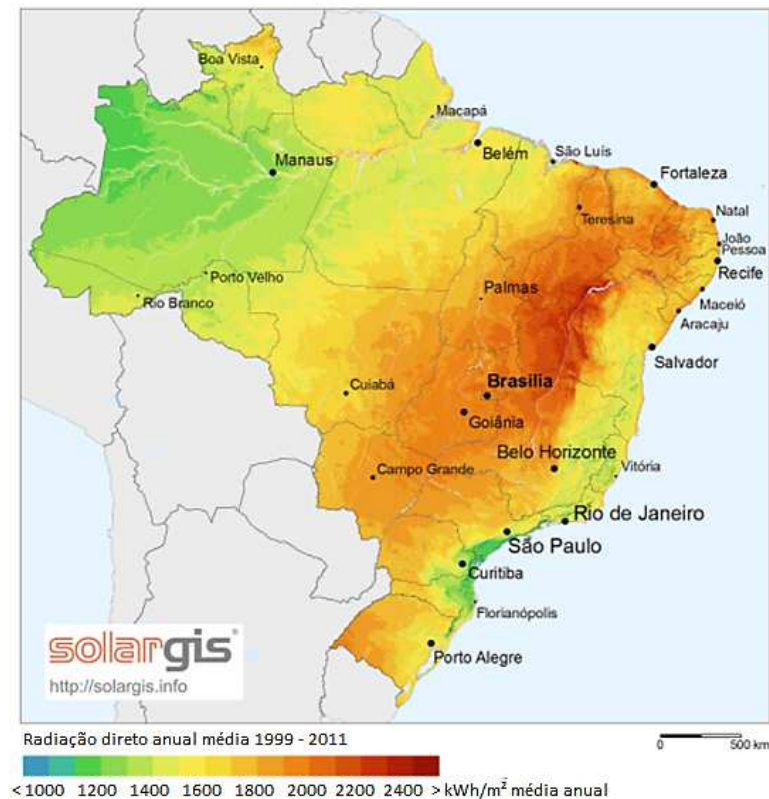 Boa Vista
Macapá
Manaus
Belém
São Luís
Fortaleza
Teresina
Natal
João
Pessoa
Recife
Porto Velho
Palmas
Rio Branco
Maceió
Aracaju
Salvador
Brasilia
Cuiabá
Goiânia
Belo Horizonte
Campo Grande
Vitória
Rio de Janeiro
São Paulo
Curitiba
Florianópolis
solargis®
http://solargis.info
Porto Alegre
Radiação direto anual média 1999 - 2011
0 500 km
< 1000 1200 1400 1600 1800 2000 2200 2400 > kWh/m² média anual